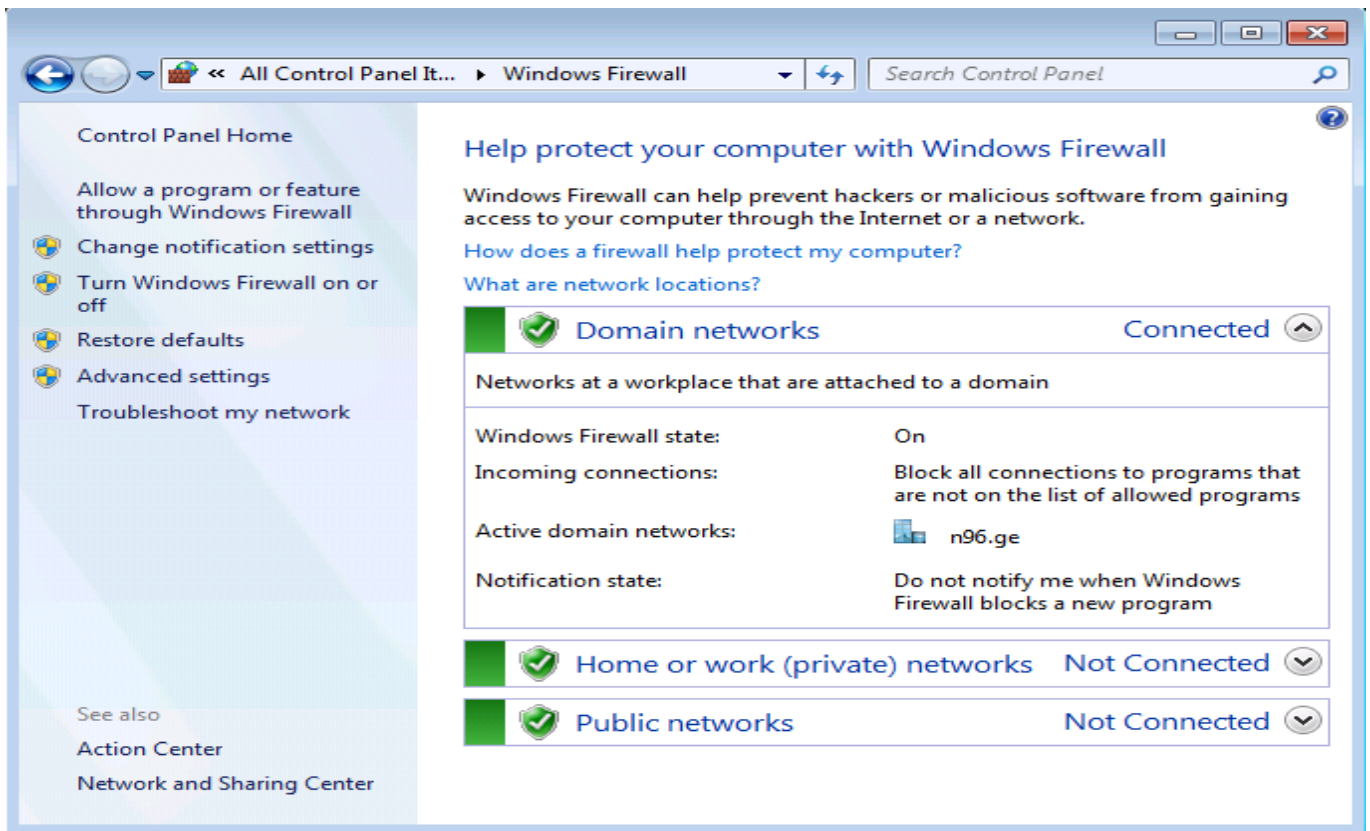 « All Control Panel It... ▸ Windows Firewall
Search Control Panel
Control Panel Home
Allow a program or feature
through Windows Firewall
Change notification settings
Turn Windows Firewall on or
off
Restore defaults
Advanced settings
Troubleshoot my network
See also
Action Center
Network and Sharing Center
Help protect your computer with Windows Firewall
Windows Firewall can help prevent hackers or malicious software from gaining
access to your computer through the Internet or a network.
How does a firewall help protect my computer?
What are network locations?
Domain networks Connected
Networks at a workplace that are attached to a domain
Windows Firewall state: On
Incoming connections: Block all connections to programs that
are not on the list of allowed programs
Active domain networks: n96.ge
Notification state: Do not notify me when Windows
Firewall blocks a new program
Home or work (private) networks Not Connected
Public networks Not Connected